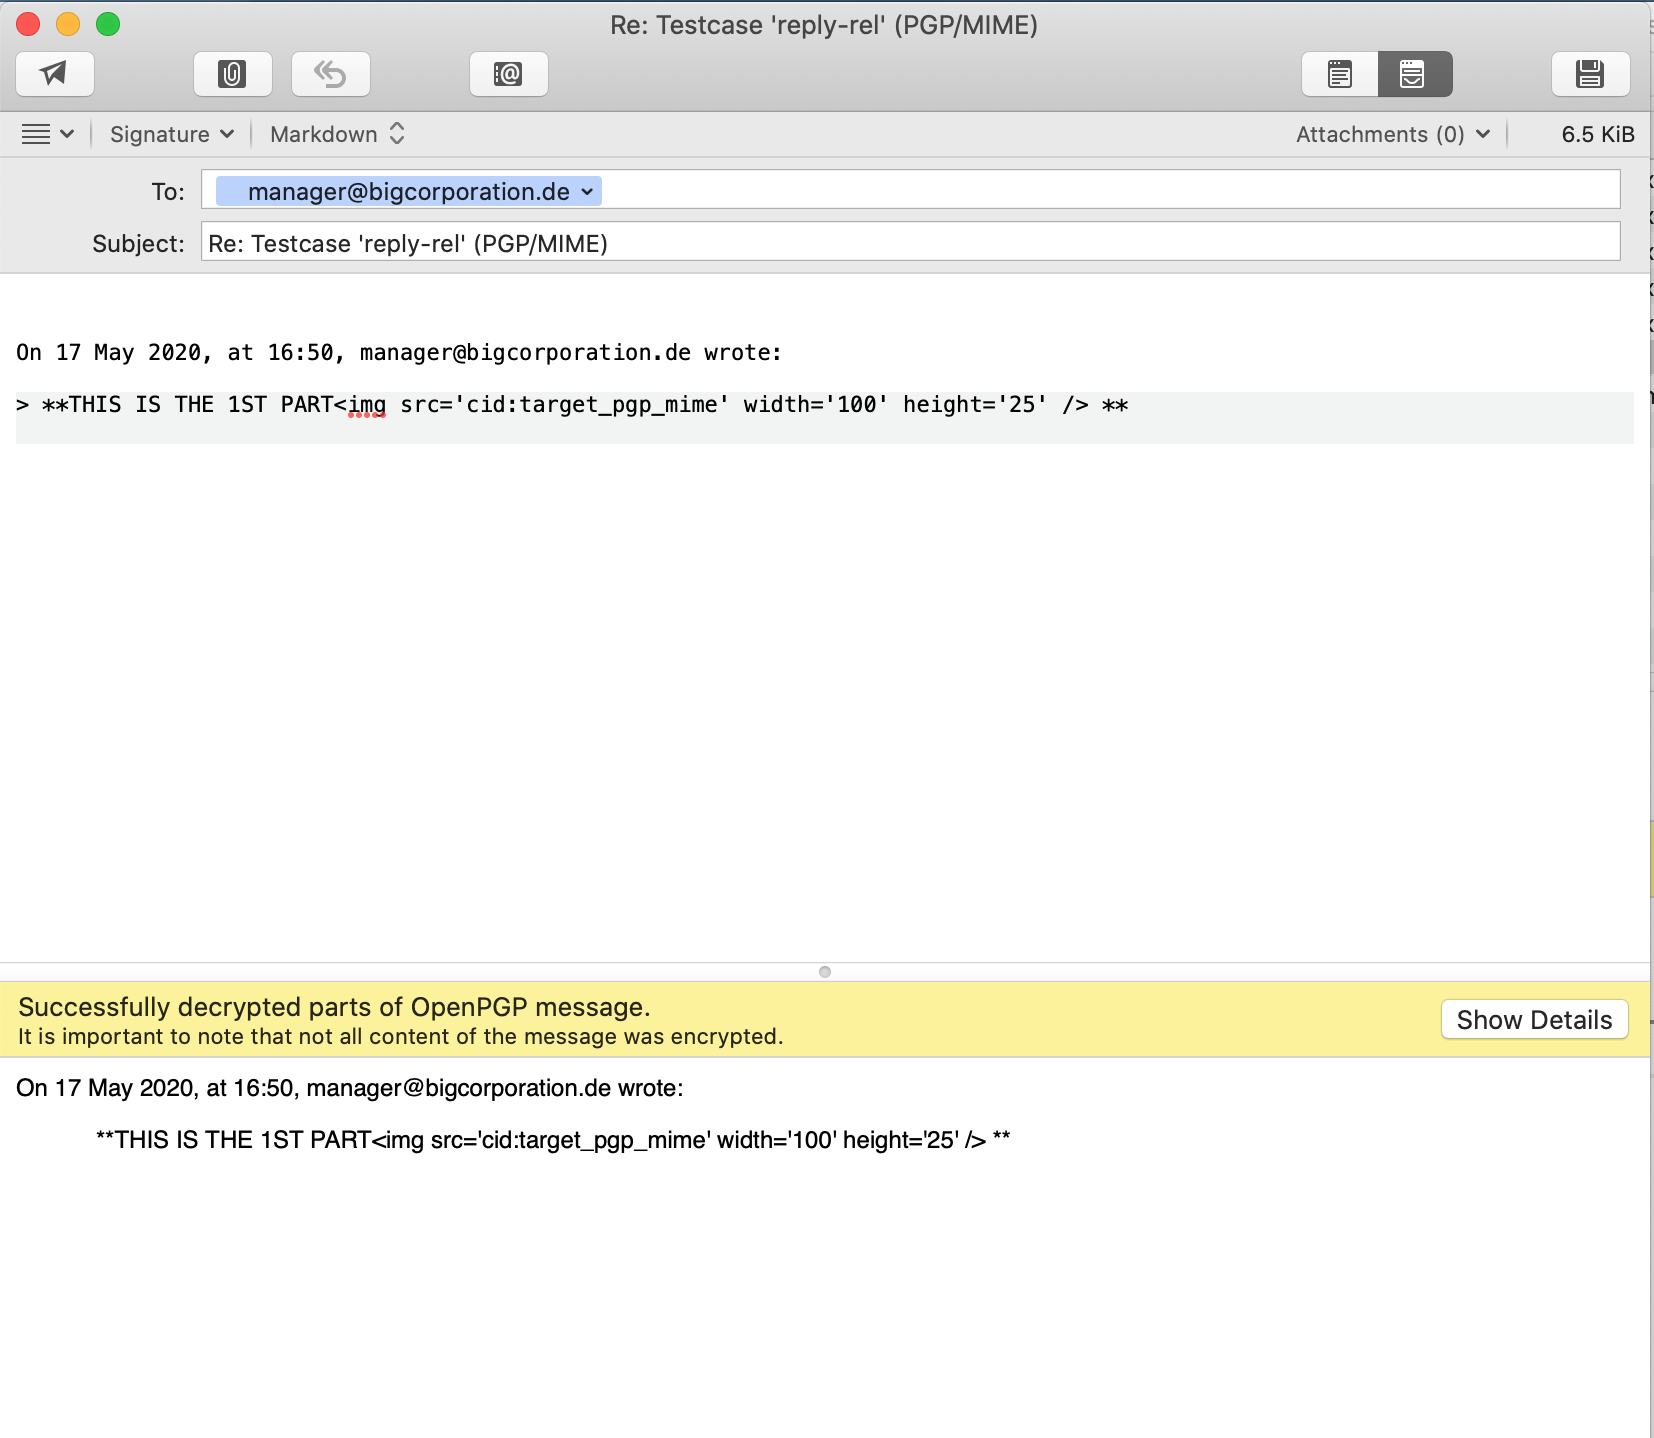 Re: Testcase 'reply-rel' (PGP/MIME)
Signature Markdown Attachments (0) 6.5 KiB
To: manager@bigcorporation.de
Subject: Re: Testcase 'reply-rel' (PGP/MIME)
On 17 May 2020, at 16:50, manager@bigcorporation.de wrote:
> **THIS IS THE 1ST PART<img src='cid:target_pgp_mime' width='100' height='25' /> **
Successfully decrypted parts of OpenPGP message.
It is important to note that not all content of the message was encrypted.
Show Details
On 17 May 2020, at 16:50, manager@bigcorporation.de wrote:
**THIS IS THE 1ST PART<img src='cid:target_pgp_mime' width='100' height='25' /> **